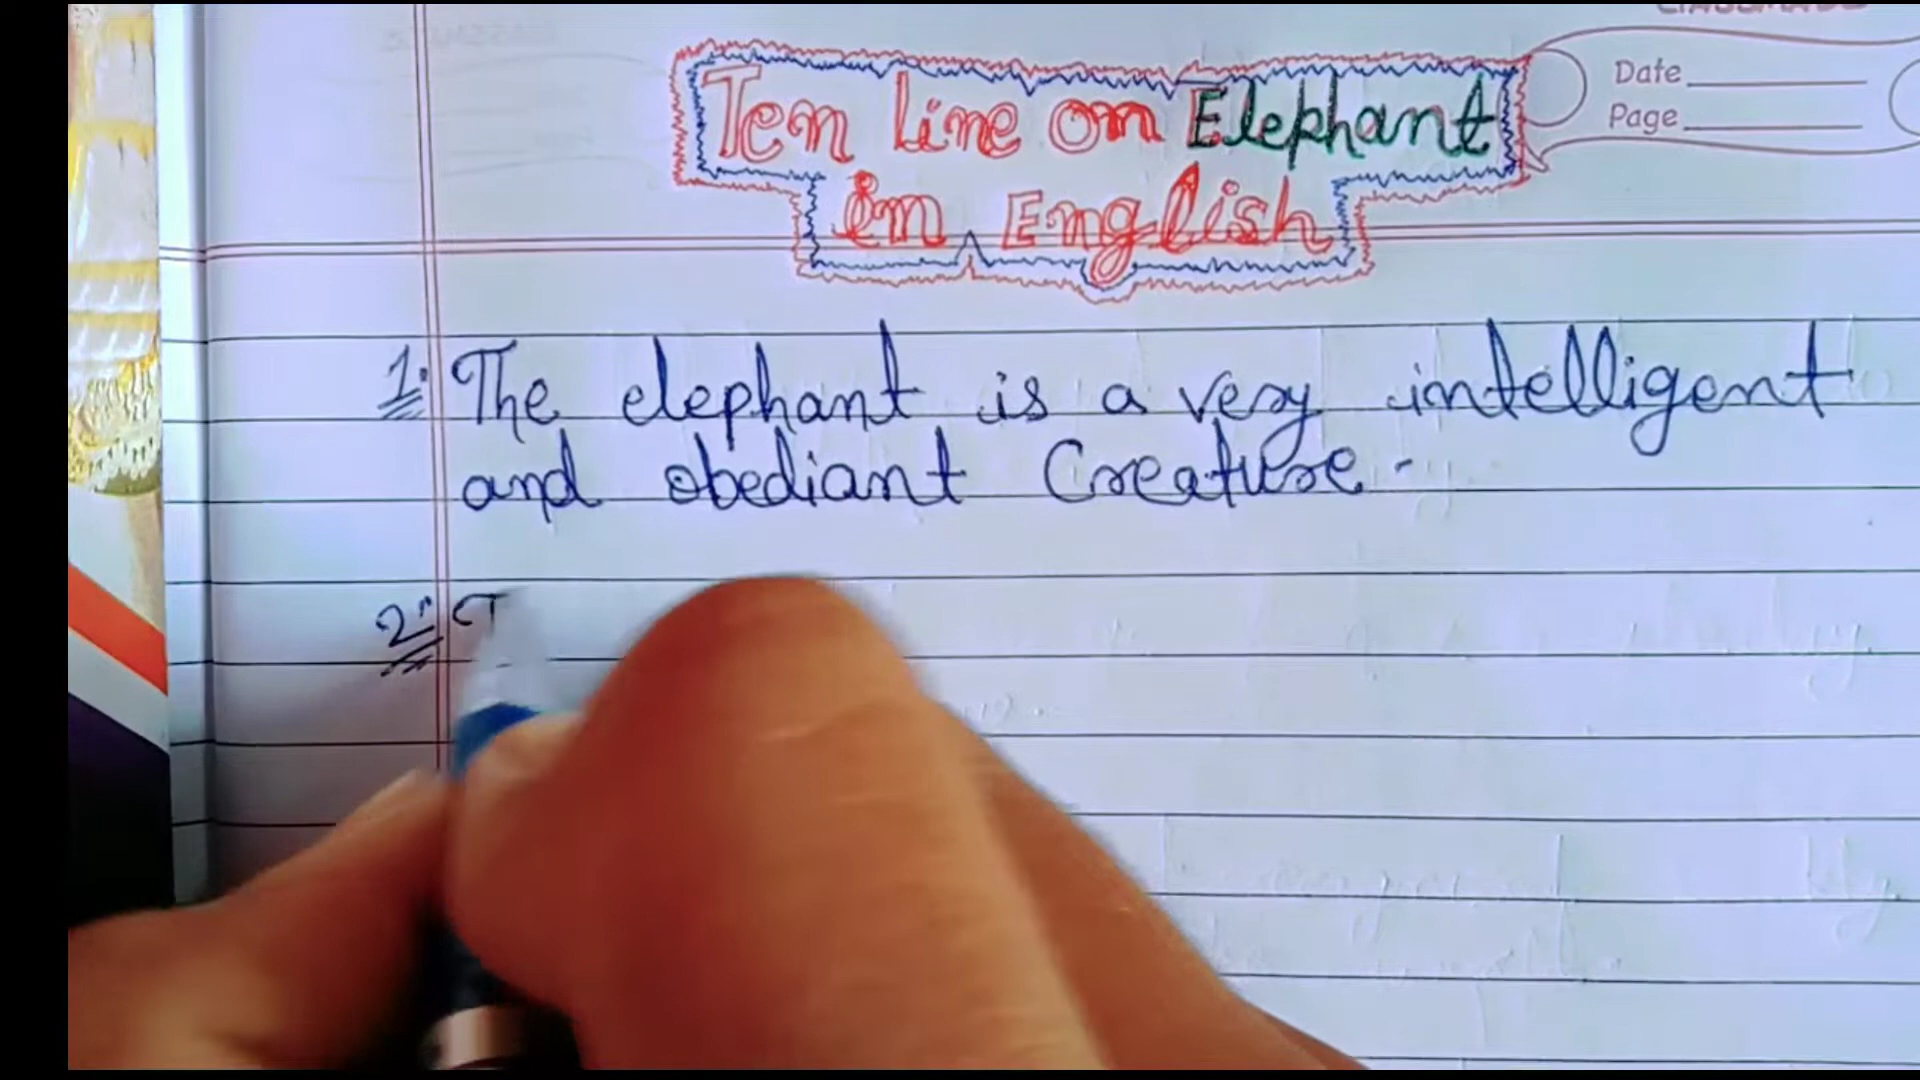 Ten line on Elephant
in English
Date
Page
1. The elephant is a very intelligent
and obediant Creature.
2. T